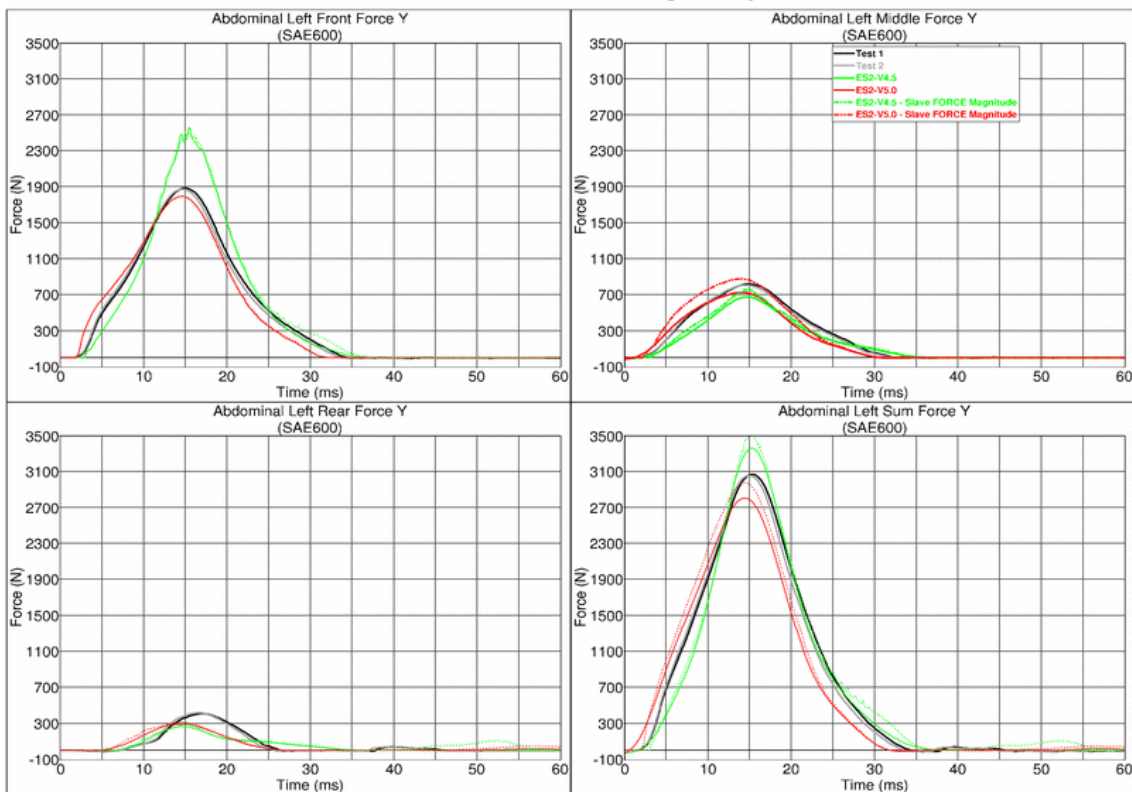 Abdominal Left Front Force Y
(SAE600)
3500
3100
2700
2300
1900
1500
1100
700
300
-100
Force (N)
0 10 20 30 40 50 60
Time (ms)
Abdominal Left Middle Force Y
(SAE600)
Test 1
Test 2
ES2-V4.5
ES2-V5.0
ES2-V4.5 - Slave FORCE Magnitude
ES2-V5.0 - Slave FORCE Magnitude
3500
3100
2700
2300
1900
1500
1100
700
300
-100
Force (N)
0 10 20 30 40 50 60
Time (ms)
Abdominal Left Rear Force Y
(SAE600)
3500
3100
2700
2300
1900
1500
1100
700
300
-100
Force (N)
0 10 20 30 40 50 60
Time (ms)
Abdominal Left Sum Force Y
(SAE600)
3500
3100
2700
2300
1900
1500
1100
700
300
-100
Force (N)
0 10 20 30 40 50 60
Time (ms)